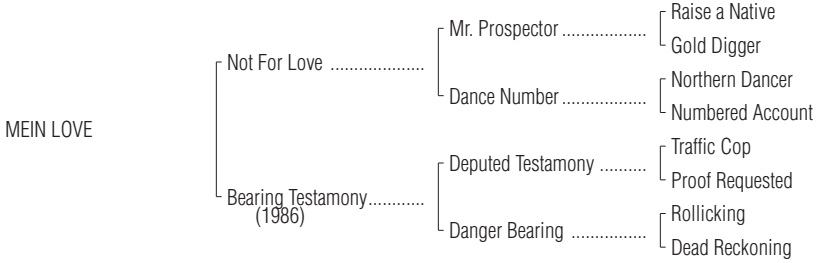 Raise a Native
Mr. Prospector ...................
Gold Digger
Not For Love .....................
Northern Dancer
Dance Number ...................
Numbered Account
MEIN LOVE
Traffic Cop
Deputed Testamony ..........
Proof Requested
Bearing Testamony ............
(1986)
Rollicking
Danger Bearing .................
Dead Reckoning